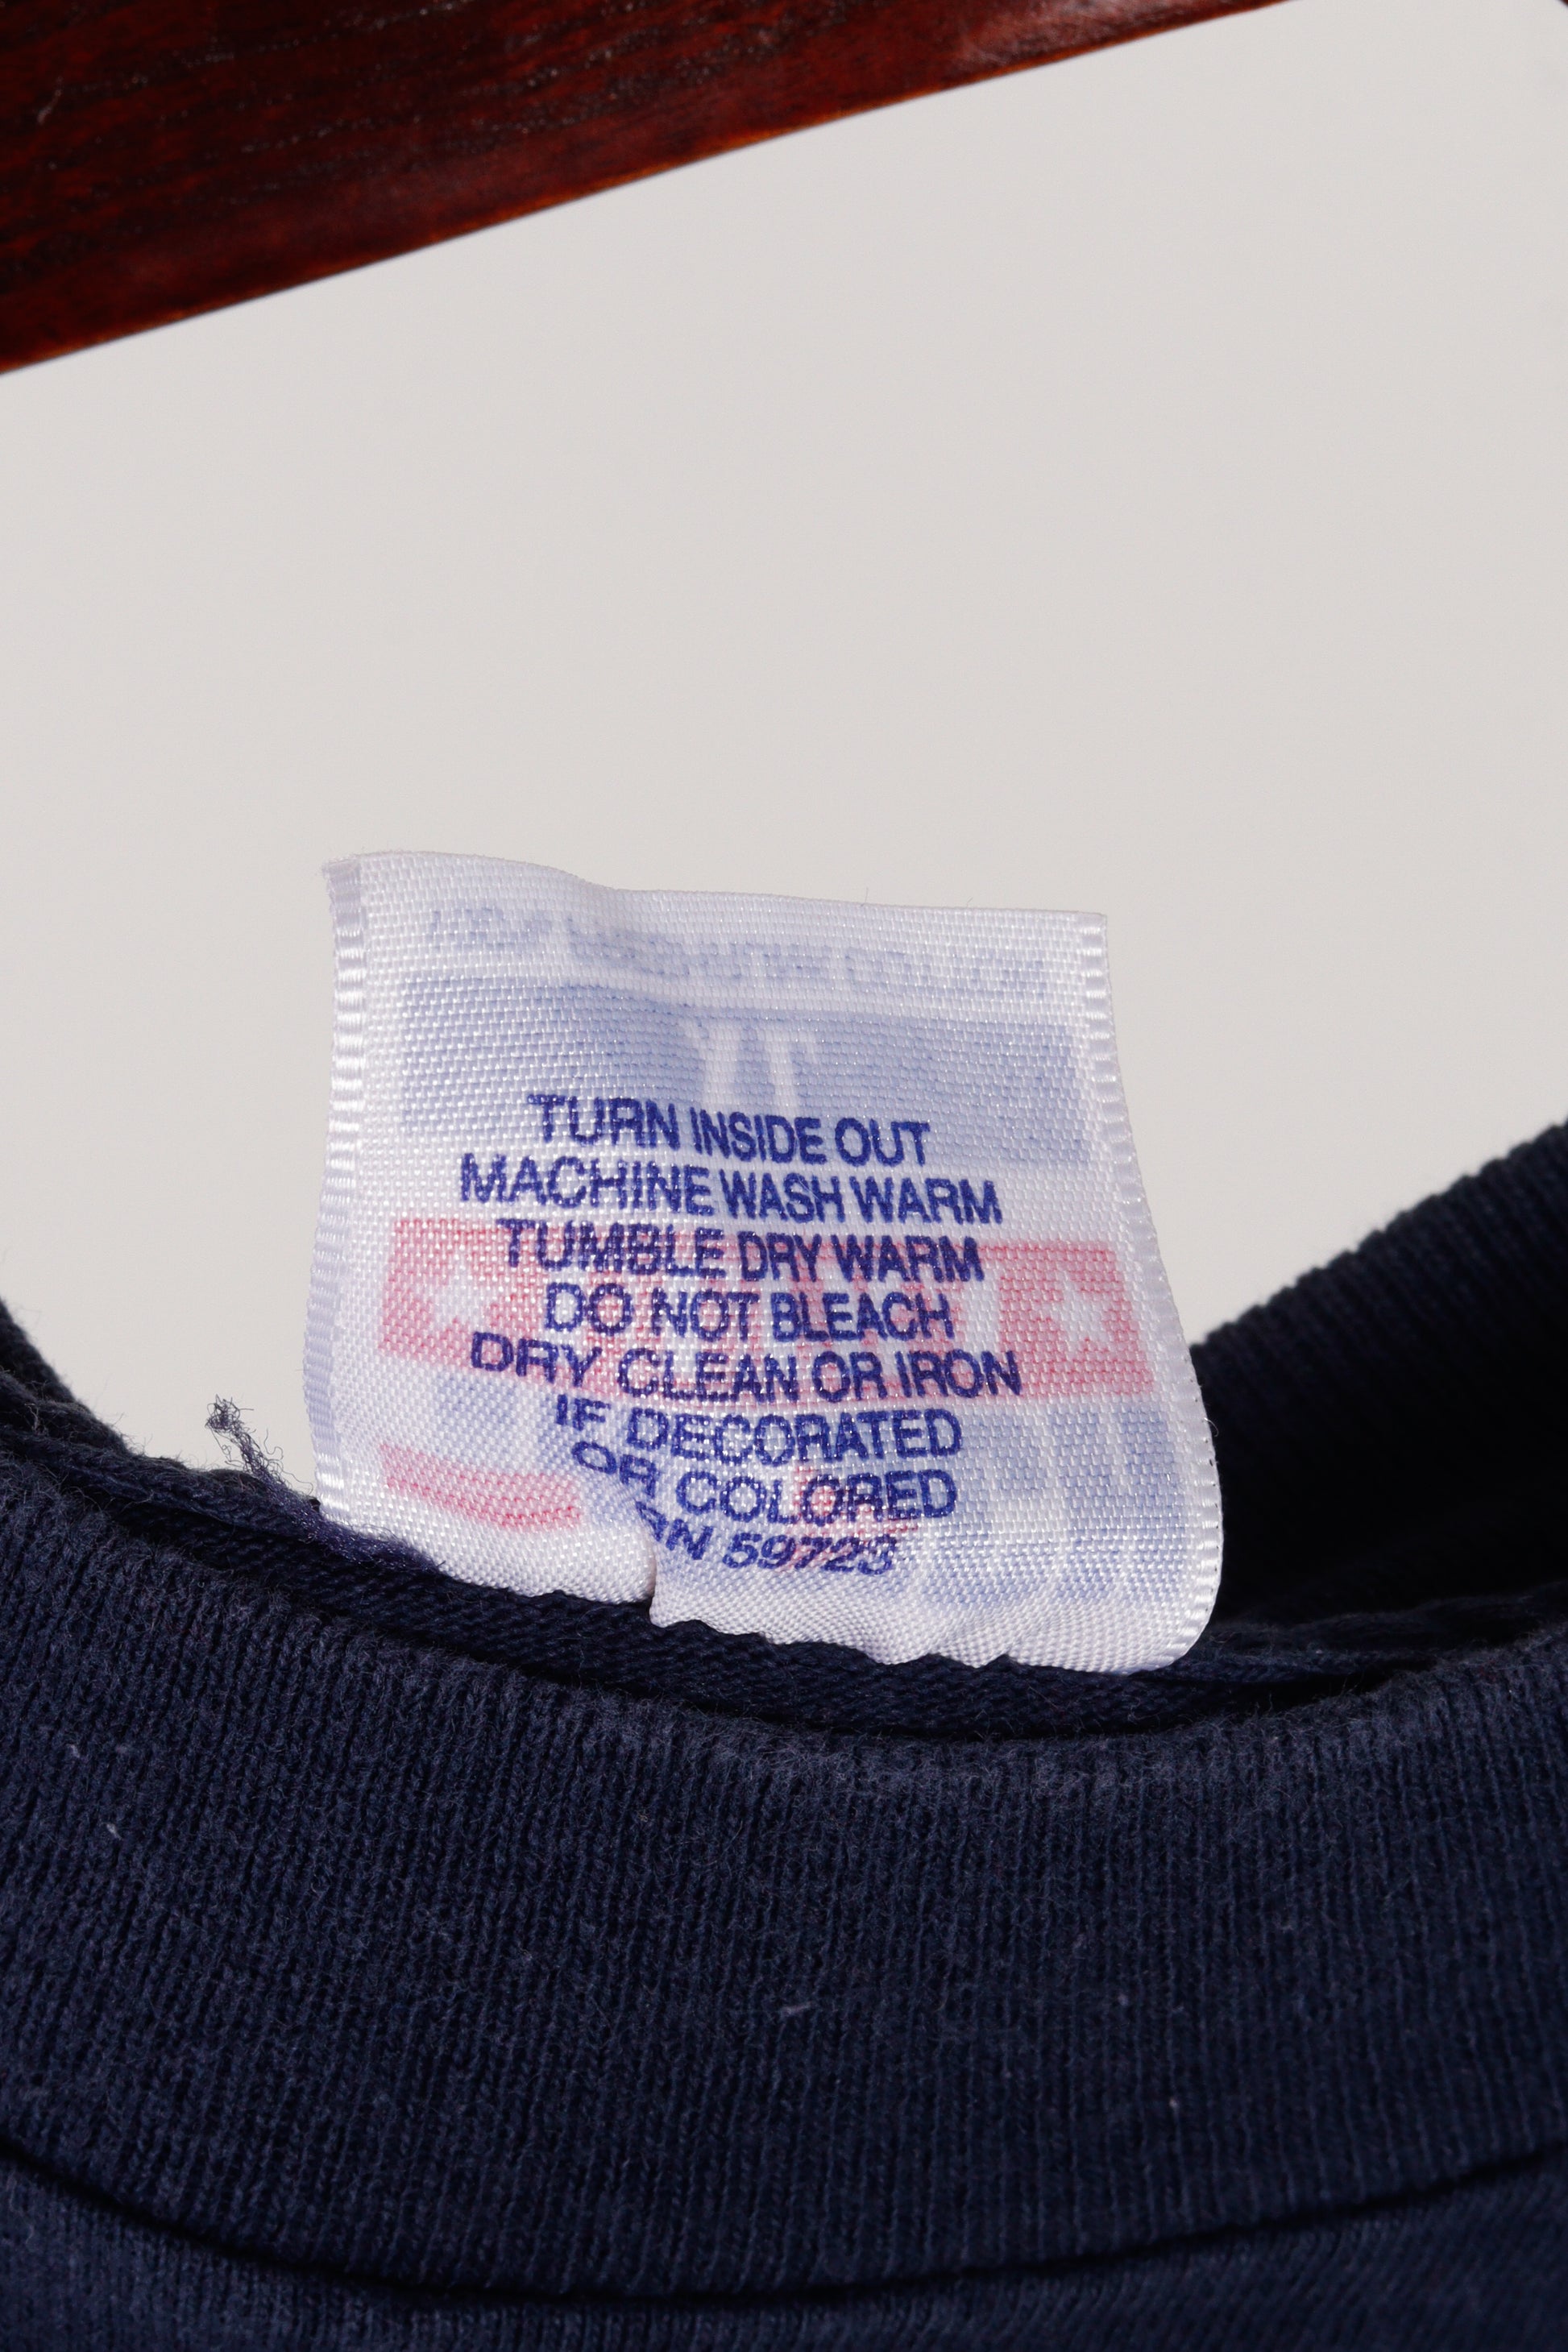 TURN INSIDE OUT
MACHINE WASH WARM
TUMBLE DRY WARM
DO NOT BLEACH
DRY CLEAN OR IRON
IF DECORATED
OR COLORED
59723